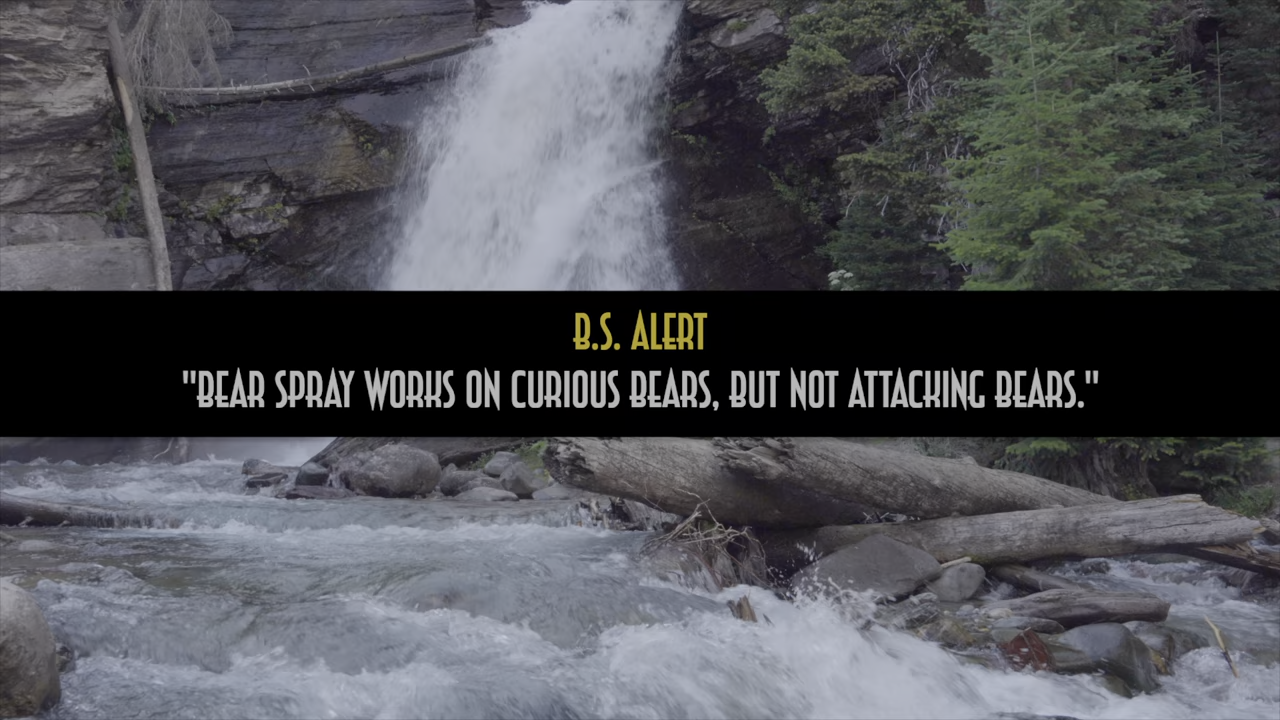 B.S. ALERT
"BEAR SPRAY WORKS ON CURIOUS BEARS, BUT NOT ATTACKING BEARS."